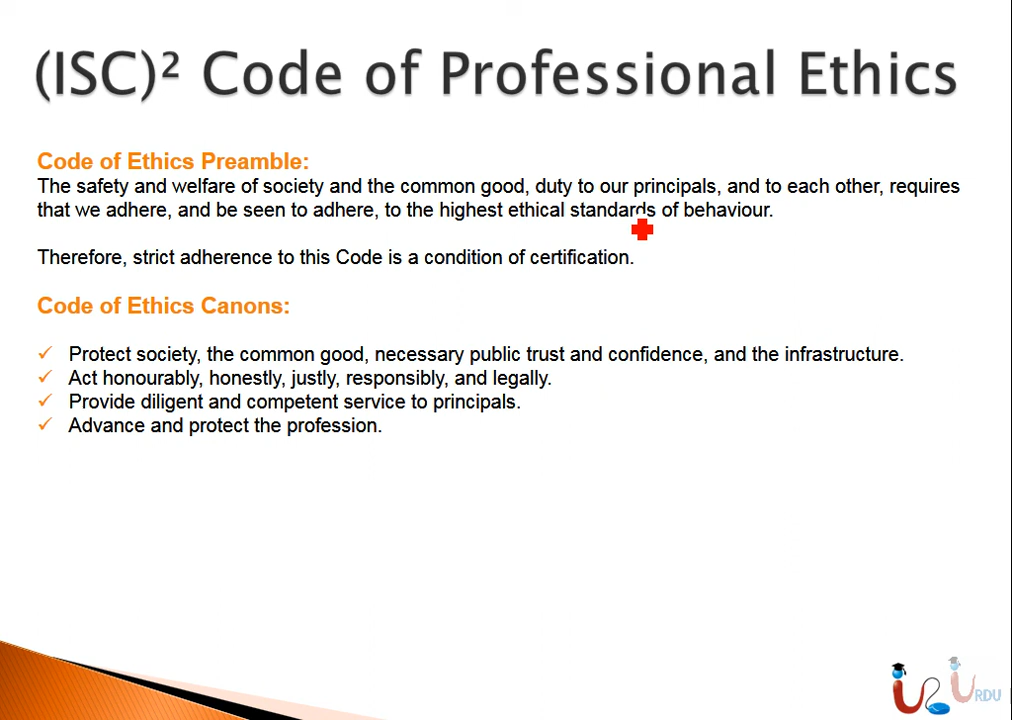 (ISC)² Code of Professional Ethics
Code of Ethics Preamble:
The safety and welfare of society and the common good, duty to our principals, and to each other, requires
that we adhere, and be seen to adhere, to the highest ethical standards of behaviour.
Therefore, strict adherence to this Code is a condition of certification.
Code of Ethics Canons:
✓ Protect society, the common good, necessary public trust and confidence, and the infrastructure.
✓ Act honourably, honestly, justly, responsibly, and legally.
✓ Provide diligent and competent service to principals.
✓ Advance and protect the profession.
URDU